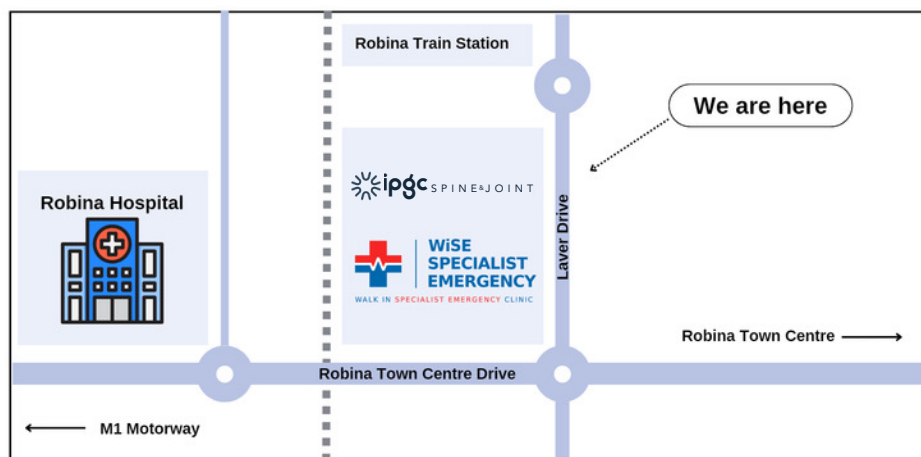 Robina Train Station
We are here
ipgc SPINE&JOINT
Robina Hospital
WiSE
SPECIALIST
EMERGENCY
WALK IN SPECIALIST EMERGENCY CLINIC
Laver Drive
Robina Town Centre
Robina Town Centre Drive
M1 Motorway